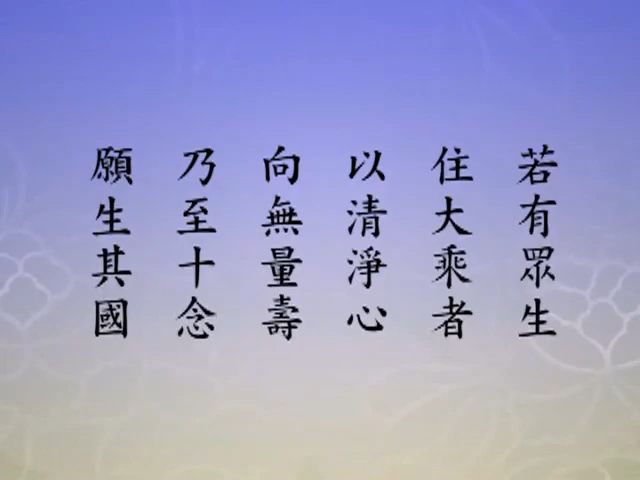 若有眾生
住大乘者
以清淨心
向無量壽
乃至十念
願生其國